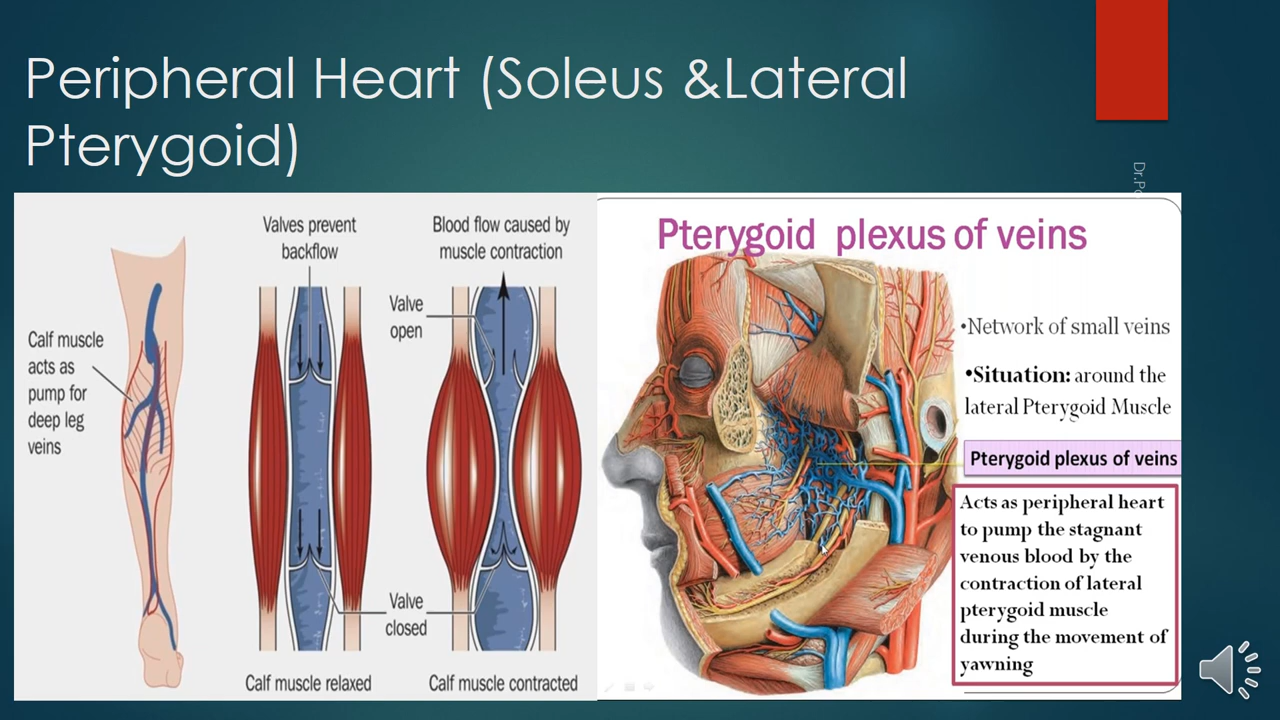 Peripheral Heart (Soleus &Lateral
Pterygoid)
Calf muscle
acts as
pump for
deep leg
veins
Valves prevent
backflow
Blood flow caused by
muscle contraction
Valve
open
Valve
closed
Calf muscle relaxed
Calf muscle contracted
Pterygoid plexus of veins
•Network of small veins
•Situation: around the
lateral Pterygoid Muscle
Pterygoid plexus of veins
Acts as peripheral heart
to pump the stagnant
venous blood by the
contraction of lateral
pterygoid muscle
during the movement of
yawning